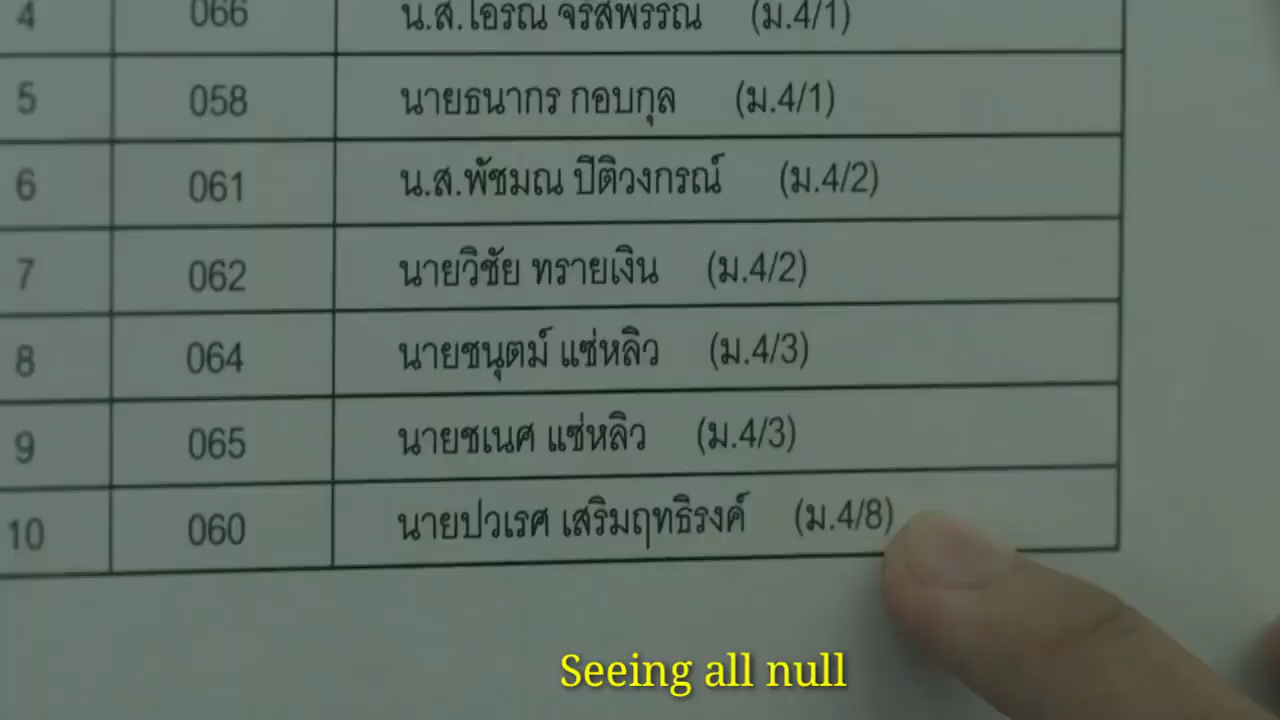 4 066 น.ส.ไอรณ จรัสพรรณ (ม.4/1)
5 058 นายธนากร กอบกุล (ม.4/1)
6 061 น.ส.พัชมณ ปีติวงกรณ์ (ม.4/2)
7 062 นายวิชัย ทรายเงิน (ม.4/2)
8 064 นายชนุตม์ แซ่หลิว (ม.4/3)
9 065 นายชเนศ แซ่หลิว (ม.4/3)
10 060 นายปวเรศ เสริมฤทธิรงค์ (ม.4/8)
Seeing all null